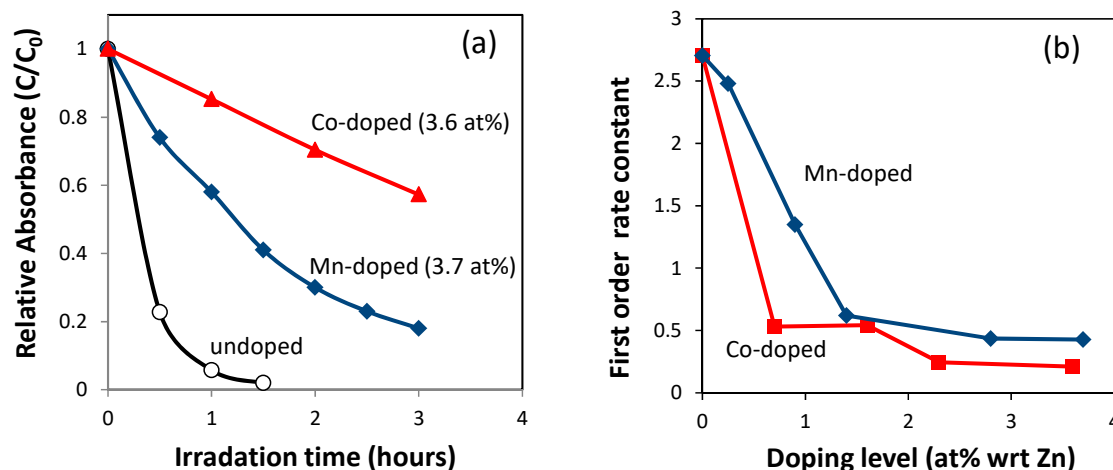 (a)
Relative Absorbance (C/C₀)
1
0.8
0.6
0.4
0.2
0
Co-doped (3.6 at%)
Mn-doped (3.7 at%)
undoped
0 1 2 3 4
Irradation time (hours)
(b)
First order rate constant
3
2.5
2
1.5
1
0.5
0
Mn-doped
Co-doped
0 1 2 3 4
Doping level (at% wrt Zn)